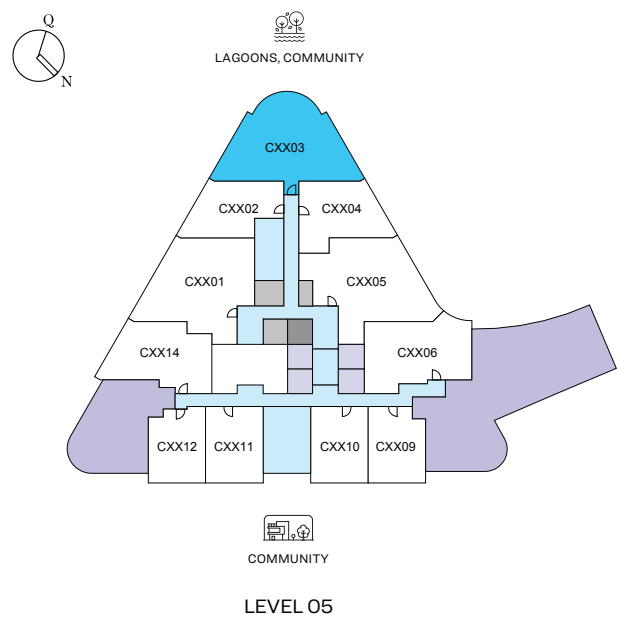 Q
N
LAGOONS, COMMUNITY
CXX03
CXX02
CXX04
CXX01
CXX05
CXX14
CXX06
CXX12
CXX11
CXX10
CXX09
COMMUNITY
LEVEL 05